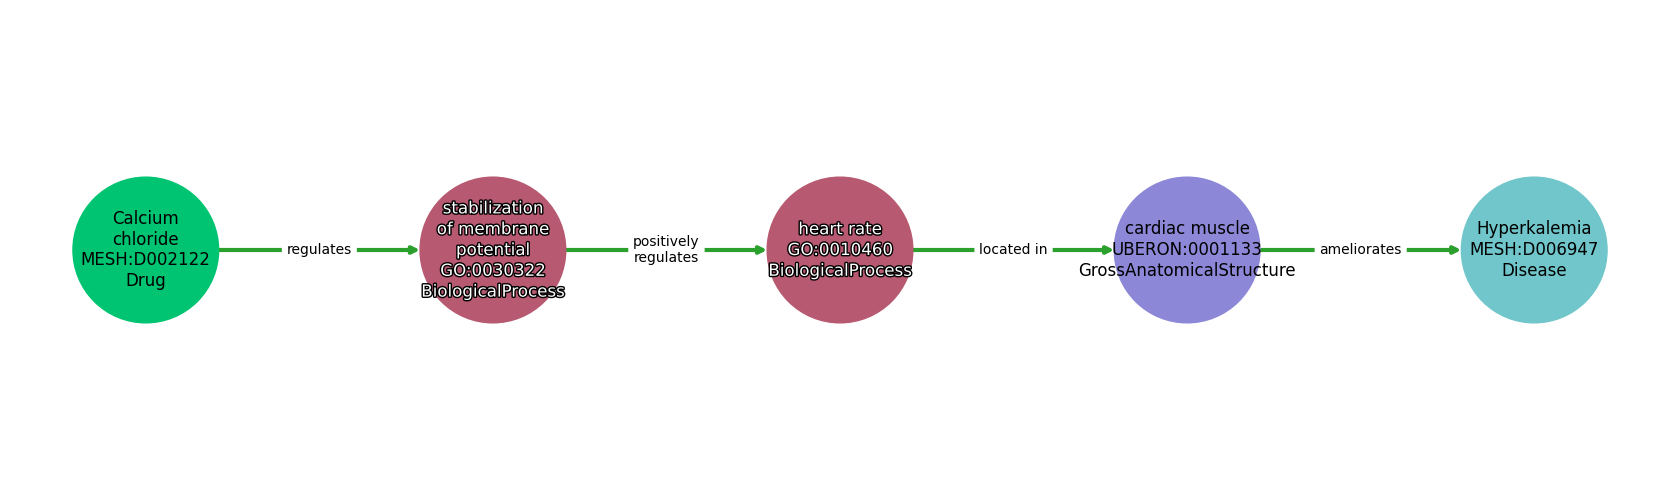 Calcium
chloride
MESH:D002122
Drug
regulates
stabilization
of membrane
potential
GO:0030322
BiologicalProcess
positively
regulates
heart rate
GO:0010460
BiologicalProcess
located in
cardiac muscle
UBERON:0001133
GrossAnatomicalStructure
ameliorates
Hyperkalemia
MESH:D006947
Disease